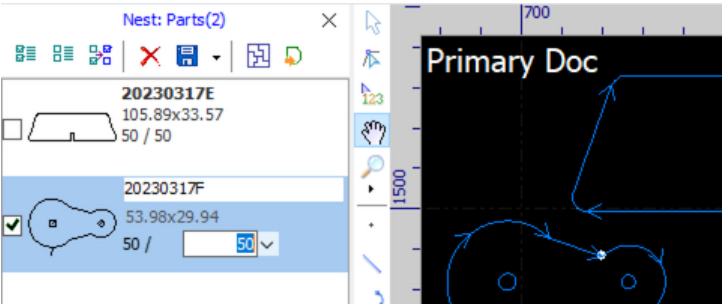 Nest: Parts(2)
20230317E
105.89x33.57
50 / 50
20230317F
53.98x29.94
50 / 50
123
700
Primary Doc
1500